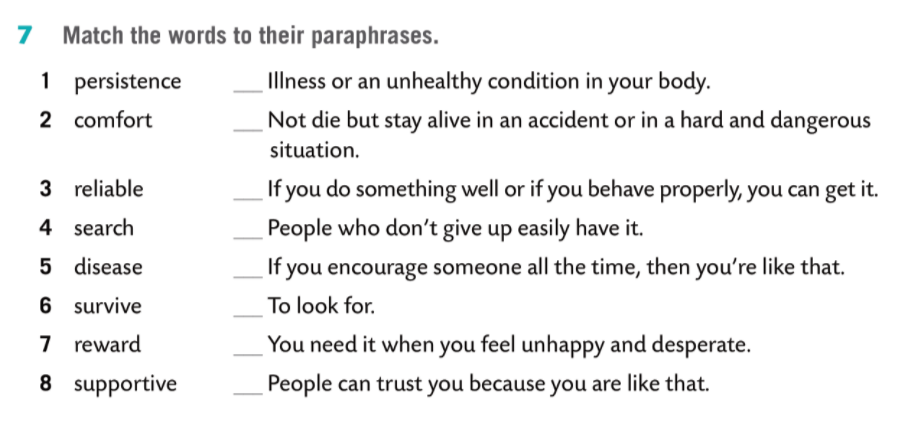 7 Match the words to their paraphrases.
1 persistence ___ Illness or an unhealthy condition in your body.
2 comfort ___ Not die but stay alive in an accident or in a hard and dangerous
situation.
3 reliable ___ If you do something well or if you behave properly, you can get it.
4 search ___ People who don't give up easily have it.
5 disease ___ If you encourage someone all the time, then you're like that.
6 survive ___ To look for.
7 reward ___ You need it when you feel unhappy and desperate.
8 supportive ___ People can trust you because you are like that.